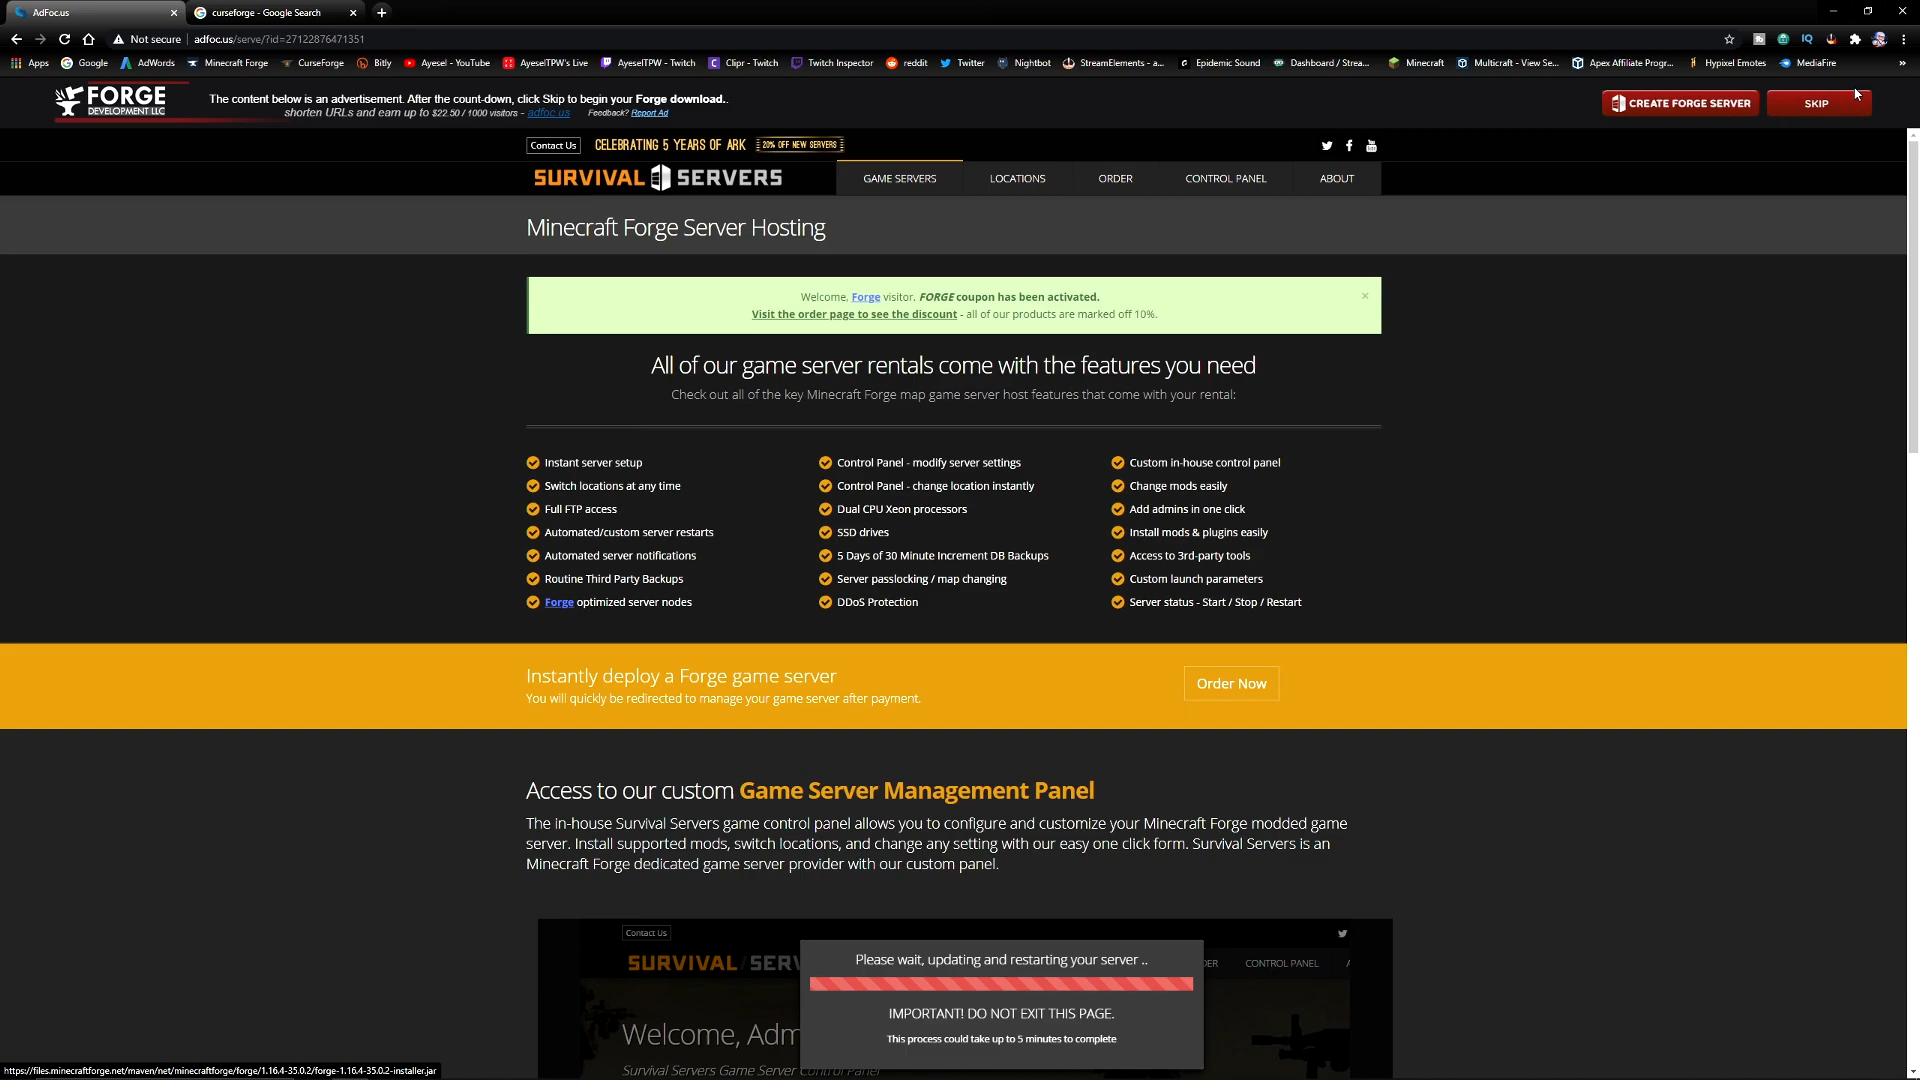 AdFoc.us
curseforge - Google Search
Not secure
adfoc.us/serve/?id=27122876471351
Apps
Google
AdWords
Minecraft Forge
CurseForge
Bitly
Ayesel - YouTube
AyeselTPW's Live
AyeselTPW - Twitch
Clipr - Twitch
Twitch Inspector
reddit
Twitter
Nightbot
StreamElements - a...
Epidemic Sound
Dashboard / Strea...
Minecraft
Multicraft - View Se...
Apex Affiliate Progr...
Hypixel Emotes
MediaFire
FORGE
DEVELOPMENT LLC
The content below is an advertisement. After the count-down, click Skip to begin your Forge download..
shorten URLs and earn up to $22.50 / 1000 visitors - adfoc.us
Feedback? Report Ad
CREATE FORGE SERVER
SKIP
Contact Us
CELEBRATING 5 YEARS OF ARK
20% OFF NEW SERVERS
SURVIVAL SERVERS
GAME SERVERS
LOCATIONS
ORDER
CONTROL PANEL
ABOUT
Minecraft Forge Server Hosting
Welcome, Forge visitor. FORGE coupon has been activated.
Visit the order page to see the discount - all of our products are marked off 10%.
All of our game server rentals come with the features you need
Check out all of the key Minecraft Forge map game server host features that come with your rental:
Instant server setup
Switch locations at any time
Full FTP access
Automated/custom server restarts
Automated server notifications
Routine Third Party Backups
Forge optimized server nodes
Control Panel - modify server settings
Control Panel - change location instantly
Dual CPU Xeon processors
SSD drives
5 Days of 30 Minute Increment DB Backups
Server passlocking / map changing
DDoS Protection
Custom in-house control panel
Change mods easily
Add admins in one click
Install mods & plugins easily
Access to 3rd-party tools
Custom launch parameters
Server status - Start / Stop / Restart
Instantly deploy a Forge game server
You will quickly be redirected to manage your game server after payment.
Order Now
Access to our custom Game Server Management Panel
The in-house Survival Servers game control panel allows you to configure and customize your Minecraft Forge modded game
server. Install supported mods, switch locations, and change any setting with our easy one click form. Survival Servers is an
Minecraft Forge dedicated game server provider with our custom panel.
Contact Us
SURVIVAL SERV
DER
CONTROL PANEL
Please wait, updating and restarting your server ..
IMPORTANT! DO NOT EXIT THIS PAGE.
This process could take up to 5 minutes to complete
Welcome, Adm
Survival Servers Game Server Control Panel
https://files.minecraftforge.net/maven/net/minecraftforge/forge/1.16.4-35.0.2/forge-1.16.4-35.0.2-installer.jar